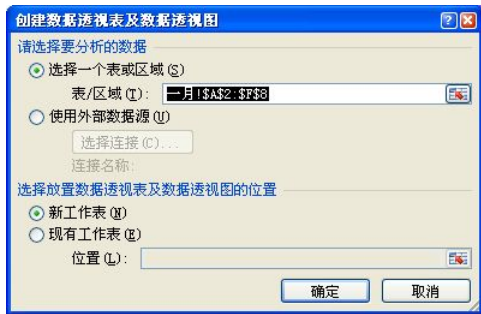 创建数据透视表及数据透视图
请选择要分析的数据
选择一个表或区域(S)
表/区域(T): 一月!$A$2:$F$8
使用外部数据源(U)
选择连接(C)...
连接名称:
选择放置数据透视表及数据透视图的位置
新工作表(N)
现有工作表(E)
位置(L):
确定 取消